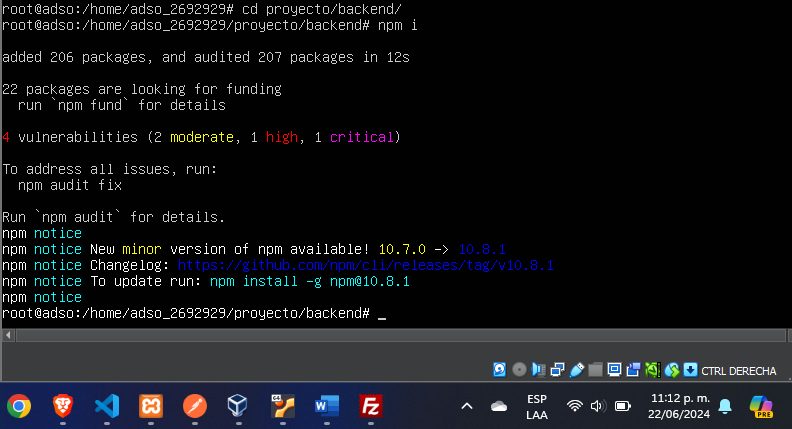 root@adso:/home/adso_2692929# cd proyecto/backend/
root@adso:/home/adso_2692929/proyecto/backend# npm i
added 206 packages, and audited 207 packages in 12s
22 packages are looking for funding
run `npm fund` for details
4 vulnerabilities (2 moderate, 1 high, 1 critical)
To address all issues, run:
npm audit fix
Run `npm audit` for details.
npm notice
npm notice New minor version of npm available! 10.7.0 -> 10.8.1
npm notice Changelog: https://github.com/npm/cli/releases/tag/v10.8.1
npm notice To update run: npm install -g npm@10.8.1
npm notice
root@adso:/home/adso_2692929/proyecto/backend# _
CTRL DERECHA
ESP
LAA
11:12 p. m.
22/06/2024
C4
W
Fz
PRE